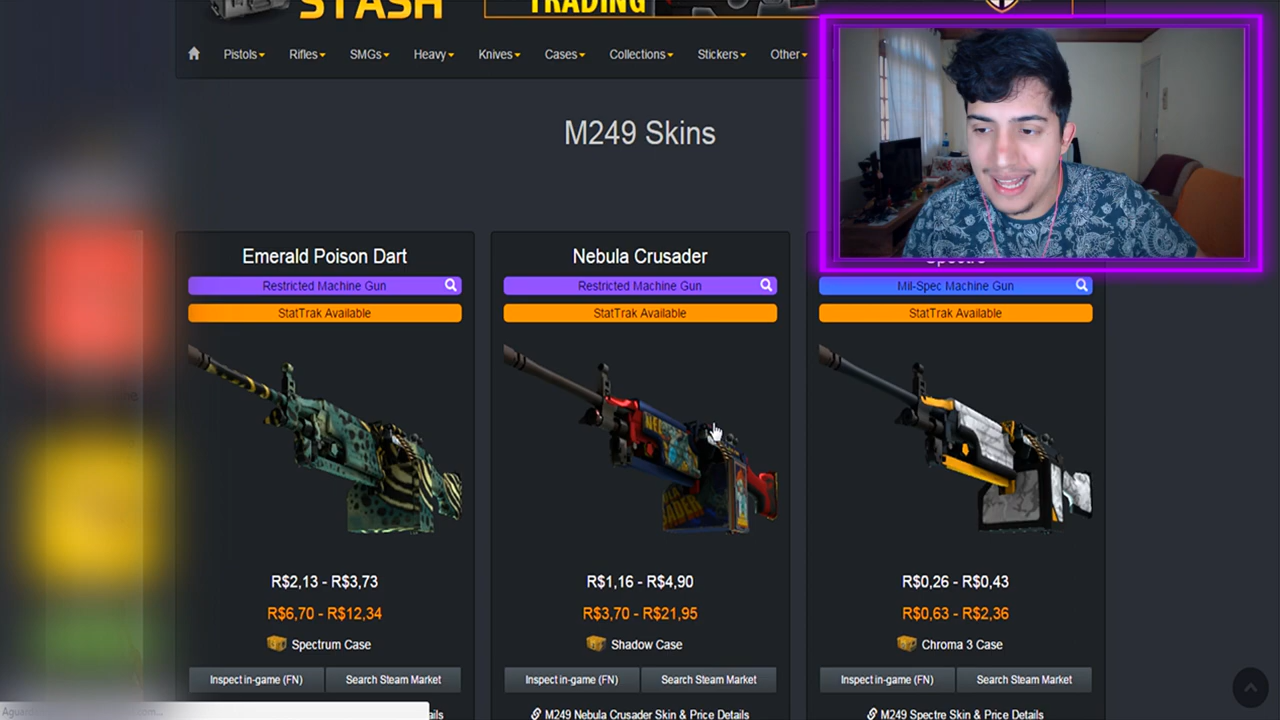 STASH
TRADING
Pistols Rifles SMGs Heavy Knives Cases Collections Stickers Other
M249 Skins
Emerald Poison Dart
Restricted Machine Gun
StatTrak Available
R$2,13 - R$3,73
R$6,70 - R$12,34
Spectrum Case
Inspect in-game (FN) Search Steam Market
Nebula Crusader
Restricted Machine Gun
StatTrak Available
R$1,16 - R$4,90
R$3,70 - R$21,95
Shadow Case
Inspect in-game (FN) Search Steam Market
M249 Nebula Crusader Skin & Price Details
Spectre
Mil-Spec Machine Gun
StatTrak Available
R$0,26 - R$0,43
R$0,63 - R$2,36
Chroma 3 Case
Inspect in-game (FN) Search Steam Market
M249 Spectre Skin & Price Details